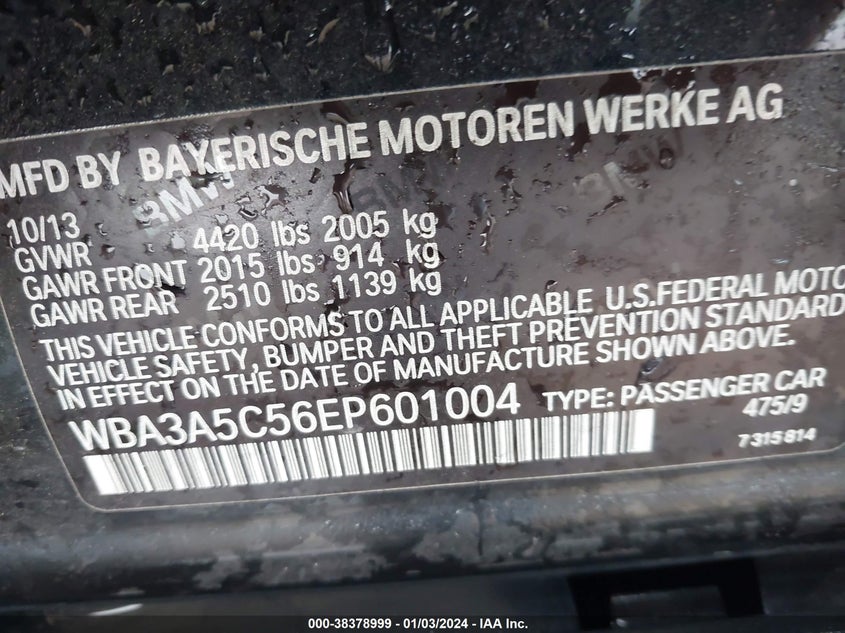 MFD BY BAYERISCHE MOTOREN WERKE AG
BMW BMW BMW
10/13
GVWR 4420 lbs 2005 kg
GAWR FRONT 2015 lbs 914 kg
GAWR REAR 2510 lbs 1139 kg
THIS VEHICLE CONFORMS TO ALL APPLICABLE U.S.FEDERAL MOTO
VEHICLE SAFETY, BUMPER AND THEFT PREVENTION STANDARD
IN EFFECT ON THE DATE OF MANUFACTURE SHOWN ABOVE.
WBA3A5C56EP601004 TYPE: PASSENGER CAR
475/9
7315814
000-38378999 - 01/03/2024 - IAA Inc.